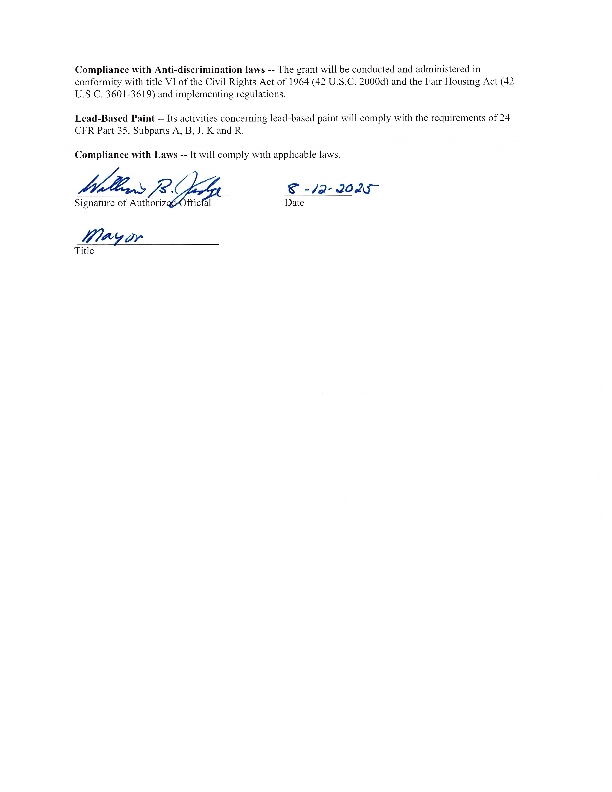 Compliance with Anti-discrimination laws -- The grant will be conducted and administered in
conformity with title VI of the Civil Rights Act of 1964 (42 U.S.C. 2000d) and the Fair Housing Act (42
U.S.C. 3601-3619) and implementing regulations.
Lead-Based Paint -- Its activities concerning lead-based paint will comply with the requirements of 24
CFR Part 35, Subparts A, B, J, K and R.
Compliance with Laws -- It will comply with applicable laws.
B. 8-12-2025
Signature of Authorized Official Date
Mayor
Title